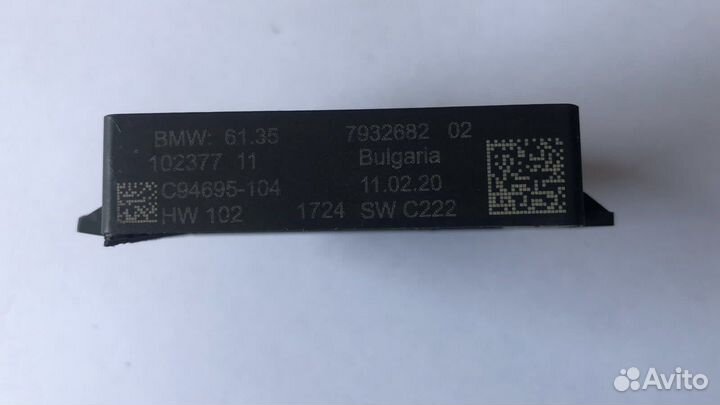 BMW: 61.35 7932682 02
102377 11 Bulgaria
C94695-104 11.02.20
HW 102 1724 SW C222
Avito